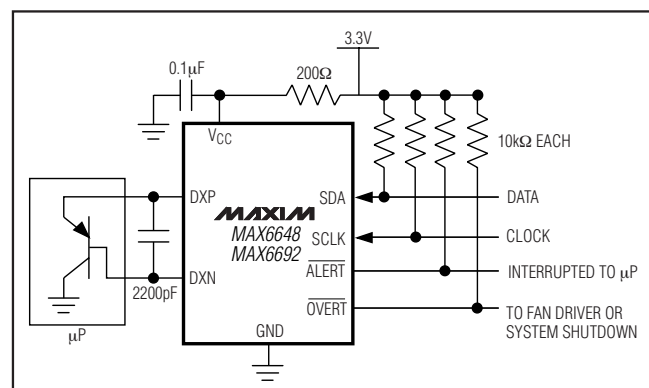 3.3V
0.1µF
200Ω
VCC
10kΩ EACH
DXP
SDA
DATA
MAXIM
MAX6648
MAX6692
SCLK
CLOCK
ALERT
INTERRUPTED TO µP
DXN
2200pF
OVERT
TO FAN DRIVER OR
SYSTEM SHUTDOWN
µP
GND